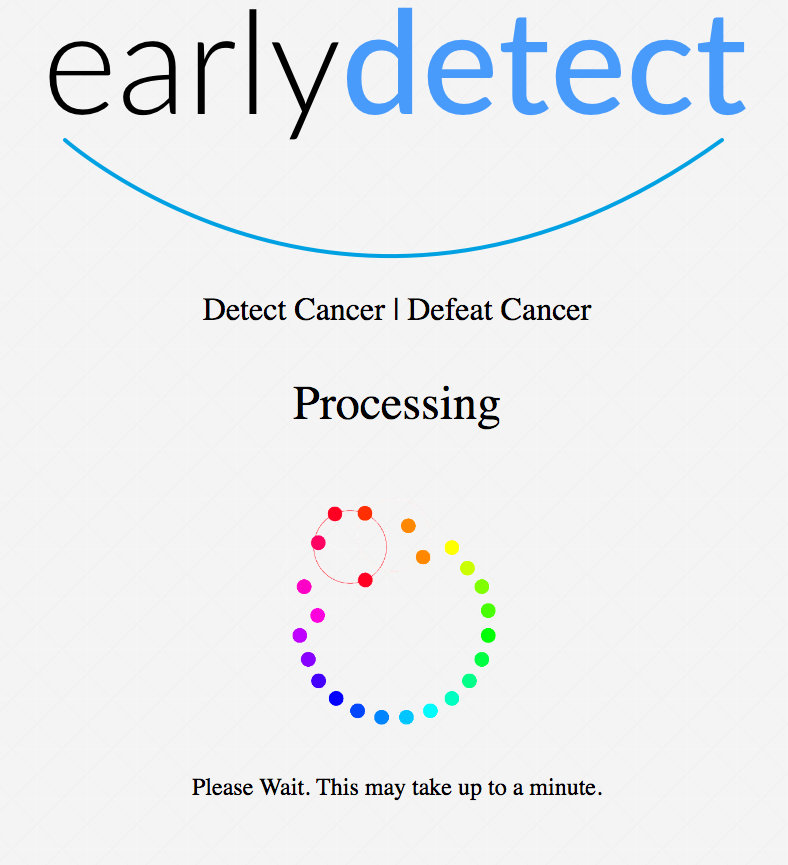 earlydetect
Detect Cancer | Defeat Cancer
Processing
Please Wait. This may take up to a minute.